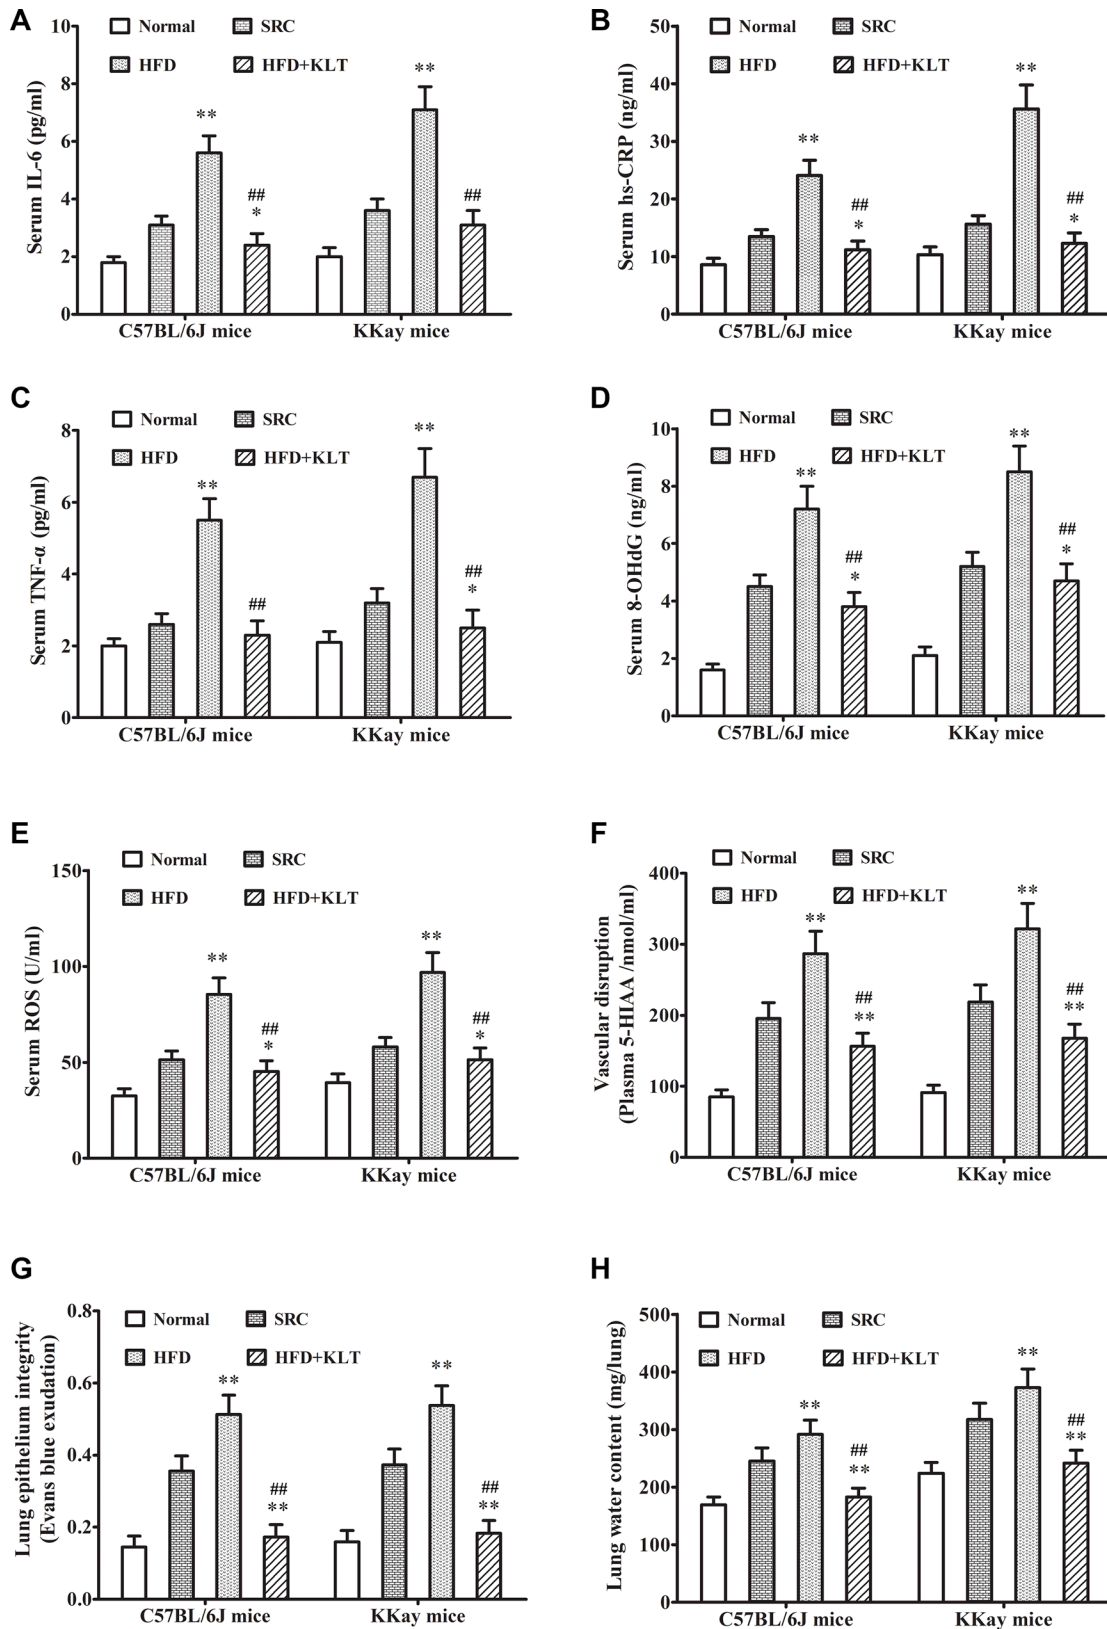 A
Serum IL-6 (pg/ml)
Normal SRC
HFD HFD+KLT
10
8
6
4
2
0
**
##
*
**
##
C57BL/6J mice KKay mice
B
Serum hs-CRP (ng/ml)
Normal SRC
HFD HFD+KLT
50
40
30
20
10
0
**
##
*
**
##
*
C57BL/6J mice KKay mice
C
Serum TNF-α (pg/ml)
Normal SRC
HFD HFD+KLT
8
6
4
2
0
**
##
**
##
*
C57BL/6J mice KKay mice
D
Serum 8-OHdG (ng/ml)
Normal SRC
HFD HFD+KLT
10
8
6
4
2
0
**
##
*
**
##
*
C57BL/6J mice KKay mice
E
Serum ROS (U/ml)
Normal SRC
HFD HFD+KLT
150
100
50
0
**
##
*
**
##
*
C57BL/6J mice KKay mice
F
Vascular disruption
(Plasma 5-HIAA /nmol/ml)
Normal SRC
HFD HFD+KLT
400
300
200
100
0
**
##
**
**
##
**
C57BL/6J mice KKay mice
G
Lung epithelium integrity
(Evans blue exudation)
Normal SRC
HFD HFD+KLT
0.8
0.6
0.4
0.2
0.0
**
##
**
**
##
**
C57BL/6J mice KKay mice
H
Lung water content (mg/lung)
Normal SRC
HFD HFD+KLT
500
400
300
200
100
0
**
##
**
**
##
**
C57BL/6J mice KKay mice